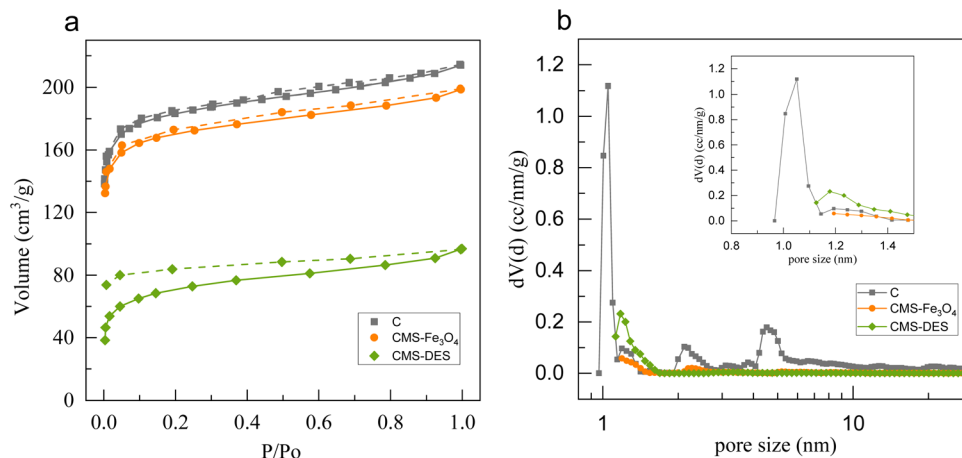 a
Volume (cm³/g)
200
160
120
80
40
0
0.0 0.2 0.4 0.6 0.8 1.0
P/Po
C
CMS-Fe₃O₄
CMS-DES
b
dV(d) (cc/nm/g)
1.2
1.0
0.8
0.6
0.4
0.2
0.0
1 10
pore size (nm)
C
CMS-Fe₃O₄
CMS-DES
dV(d) (cc/nm/g)
1.2
1.0
0.8
0.6
0.4
0.2
0.0
0.8 1.0 1.2 1.4
pore size (nm)